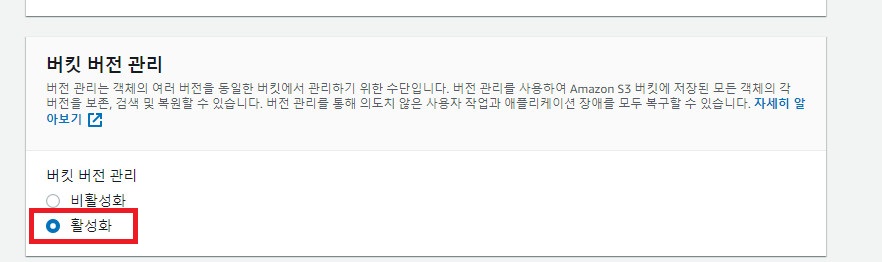 버킷 버전 관리
버전 관리는 객체의 여러 버전을 동일한 버킷에서 관리하기 위한 수단입니다. 버전 관리를 사용하여 Amazon S3 버킷에 저장된 모든 객체의 각
버전을 보존, 검색 및 복원할 수 있습니다. 버전 관리를 통해 의도치 않은 사용자 작업과 애플리케이션 장애를 모두 복구할 수 있습니다. 자세히 알
아보기
버킷 버전 관리
비활성화
활성화